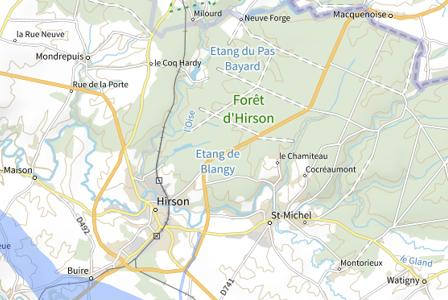 Milourd
Neuve Forge
Macquenoise
la Rue Neuve
Mondrepuis
le Coq Hardy
Etang du Pas
Bayard
Rue de la Porte
Forêt
d'Hirson
l'Oise
Etang de
Blangy
le Chamiteau
Cocréaumont
Maison
Hirson
D492
St-Michel
le Gland
Buire
Montorieux
Watigny
D741